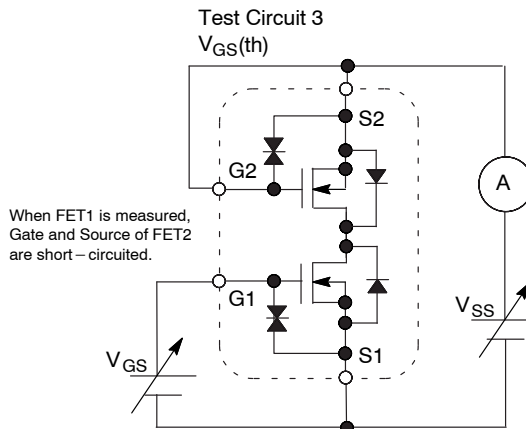 Test Circuit 3
VGS(th)
S2
G2
A
When FET1 is measured,
Gate and Source of FET2
are short – circuited.
G1
VSS
VGS
S1